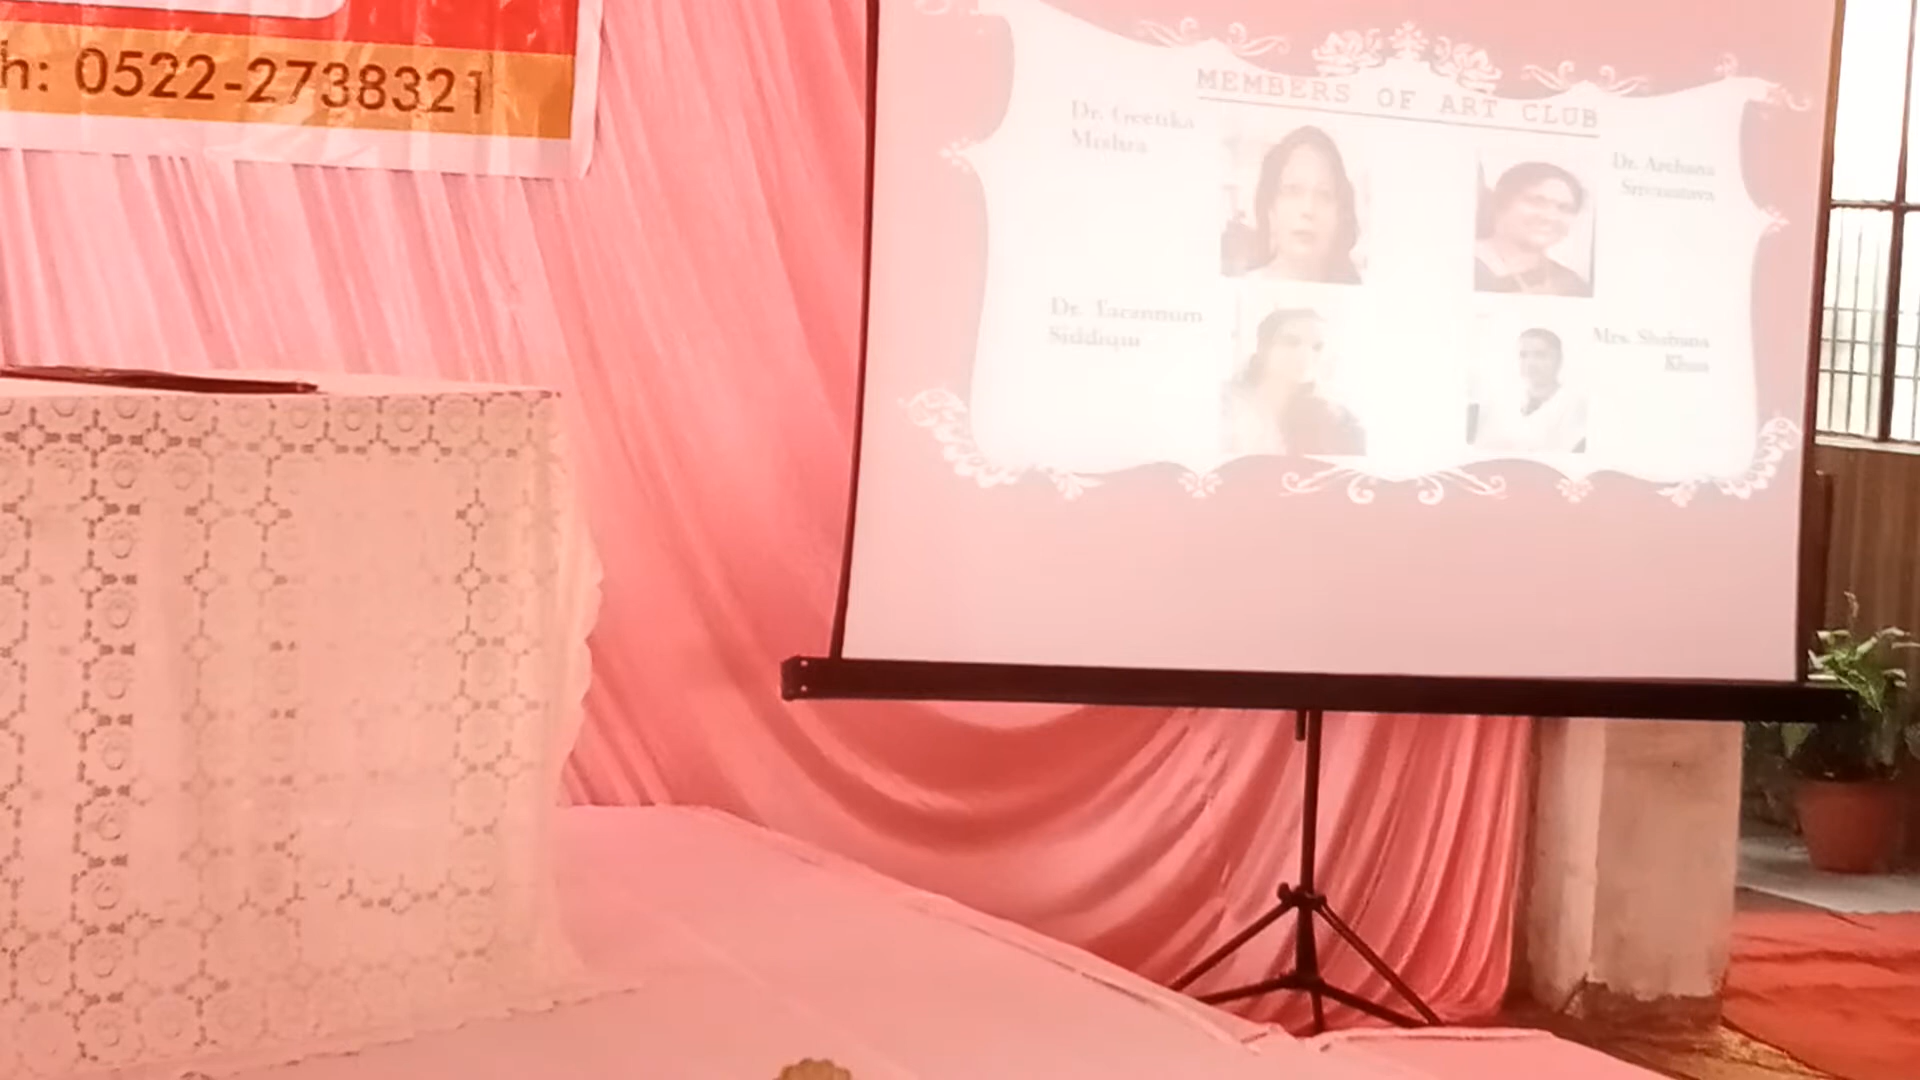 h: 0522-2738321
MEMBERS OF ART CLUB
Dr. Geetika
Mishra
Dr. Archana
Srivastava
Dr. Tarannum
Siddiqui
Mrs. Shabana
Khan